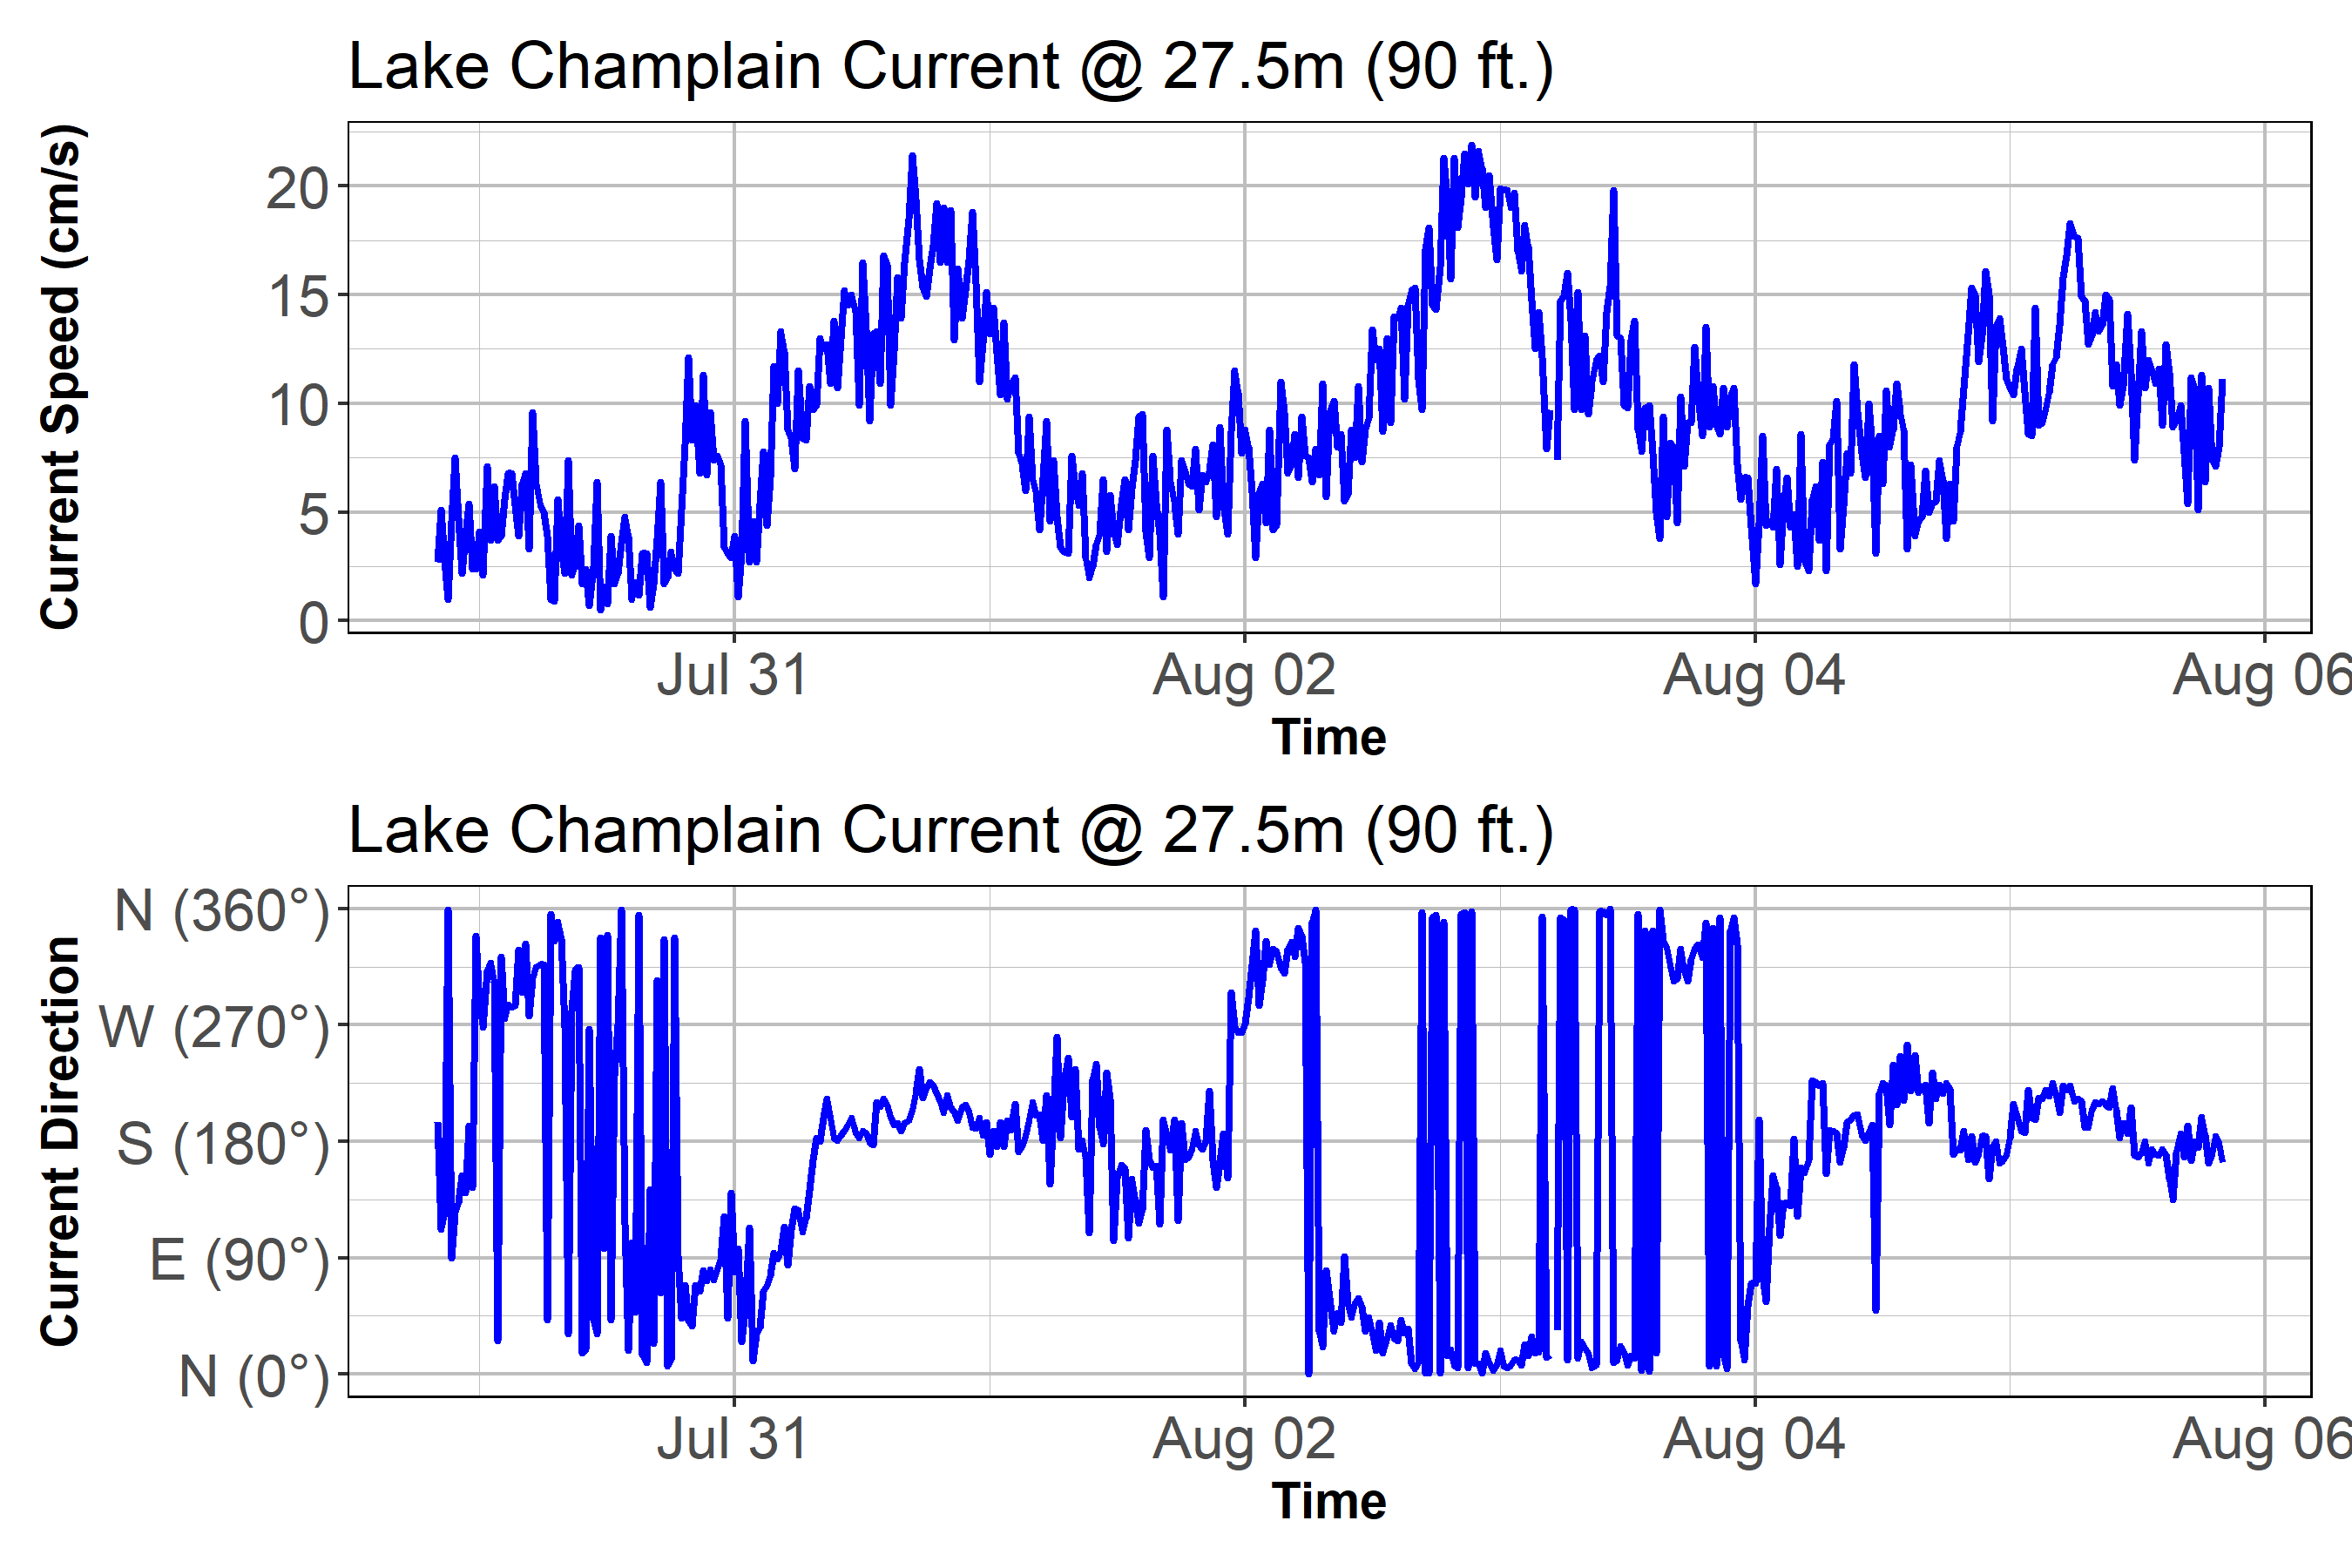 Lake Champlain Current @ 27.5m (90 ft.)
Current Speed (cm/s)
20
15
10
5
0
Jul 31
Aug 02
Aug 04
Aug 06
Time
Lake Champlain Current @ 27.5m (90 ft.)
Current Direction
N (360°)
W (270°)
S (180°)
E (90°)
N (0°)
Jul 31
Aug 02
Aug 04
Aug 06
Time